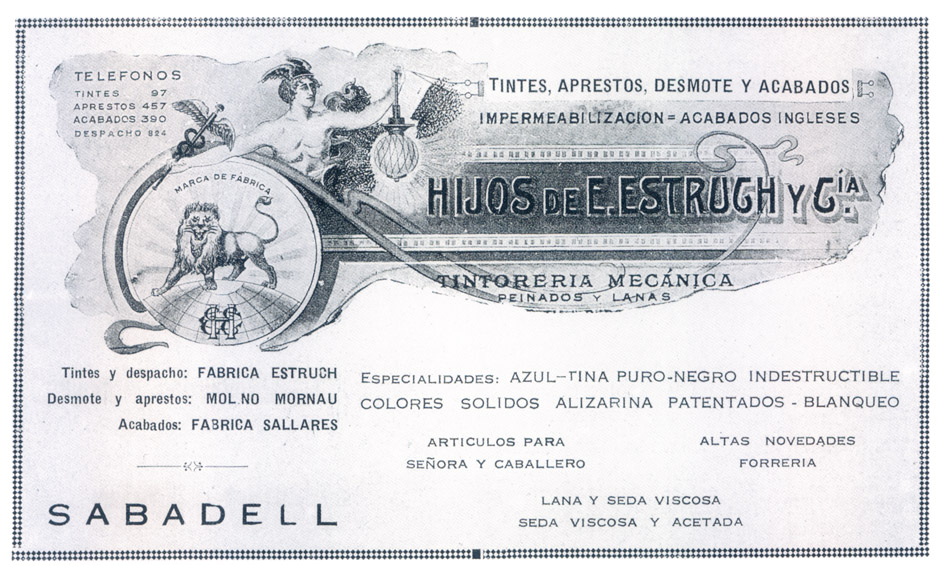 TELEFONOS
TINTES 97
APRESTOS 457
ACABADOS 390
DESPACHO 824
TINTES, APRESTOS, DESMOTE Y ACABADOS
IMPERMEABILIZACION = ACABADOS INGLESES
MARCA DE FÁBRICA
HIJOS DE E. ESTRUCH Y CÍA.
TINTORERIA MECÁNICA
PEINADOS Y LANAS
Tintes y despacho: FABRICA ESTRUCH
Desmote y aprestos: MOLINO MORNAU
Acabados: FABRICA SALLARES
SABADELL
ESPECIALIDADES: AZUL-TINA PURO-NEGRO INDESTRUCTIBLE
COLORES SOLIDOS ALIZARINA PATENTADOS - BLANQUEO
ARTICULOS PARA
SEÑORA Y CABALLERO
ALTAS NOVEDADES
FORRERIA
LANA Y SEDA VISCOSA
SEDA VISCOSA Y ACETADA